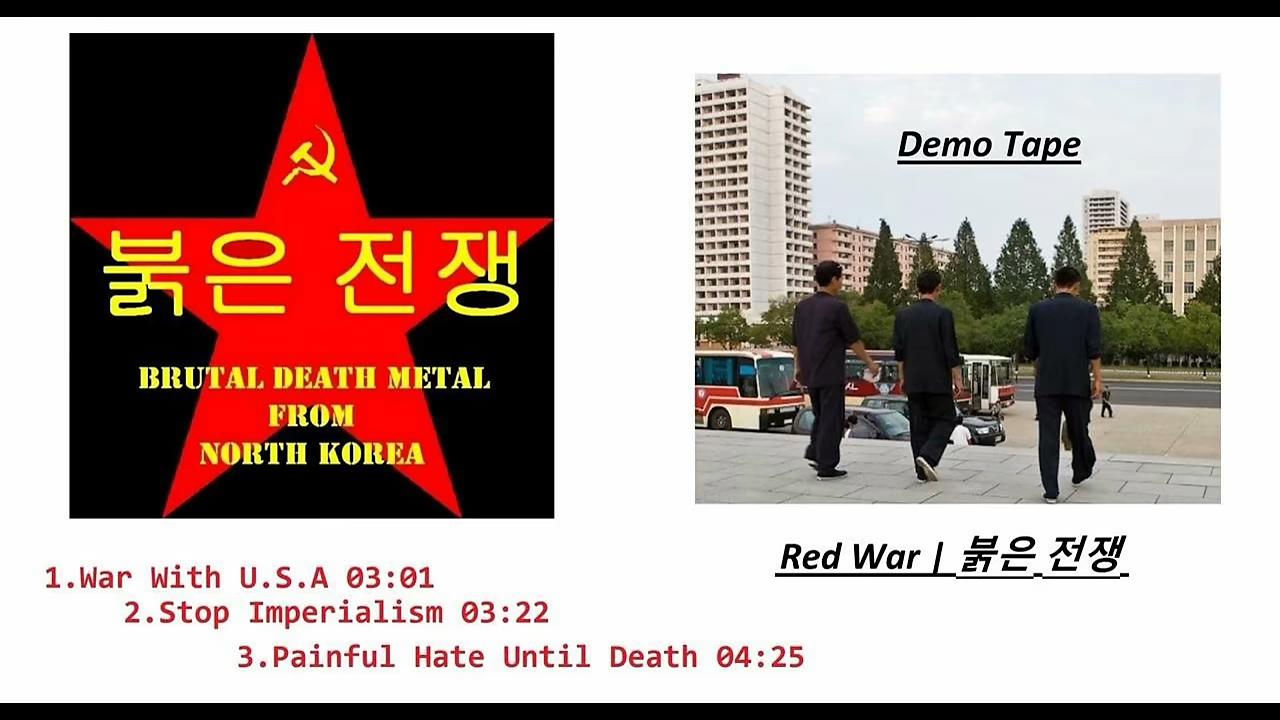 붉은 전쟁
BRUTAL DEATH METAL
FROM
NORTH KOREA
Demo Tape
Red War | 붉은 전쟁
1.War With U.S.A 03:01
2.Stop Imperialism 03:22
3.Painful Hate Until Death 04:25